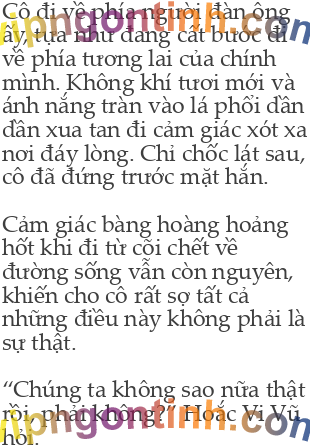 Cô đi về phía người đàn ông
ấy, tựa như đang cất bước đi
về phía tương lai của chính
mình. Không khí tươi mới và
ánh nắng tràn vào lá phổi dần
dần xua tan đi cảm giác xót xa
nơi đáy lòng. Chỉ chốc lát sau,
cô đã đứng trước mặt hắn.

Cảm giác bàng hoàng hoảng
hốt khi đi từ cõi chết về
đường sống vẫn còn nguyên,
khiến cho cô rất sợ tất cả
những điều này không phải là
sự thật.

“Chúng ta không sao nữa thật
rồi, phải không?” Hoắc Vi Vũ
hỏi.